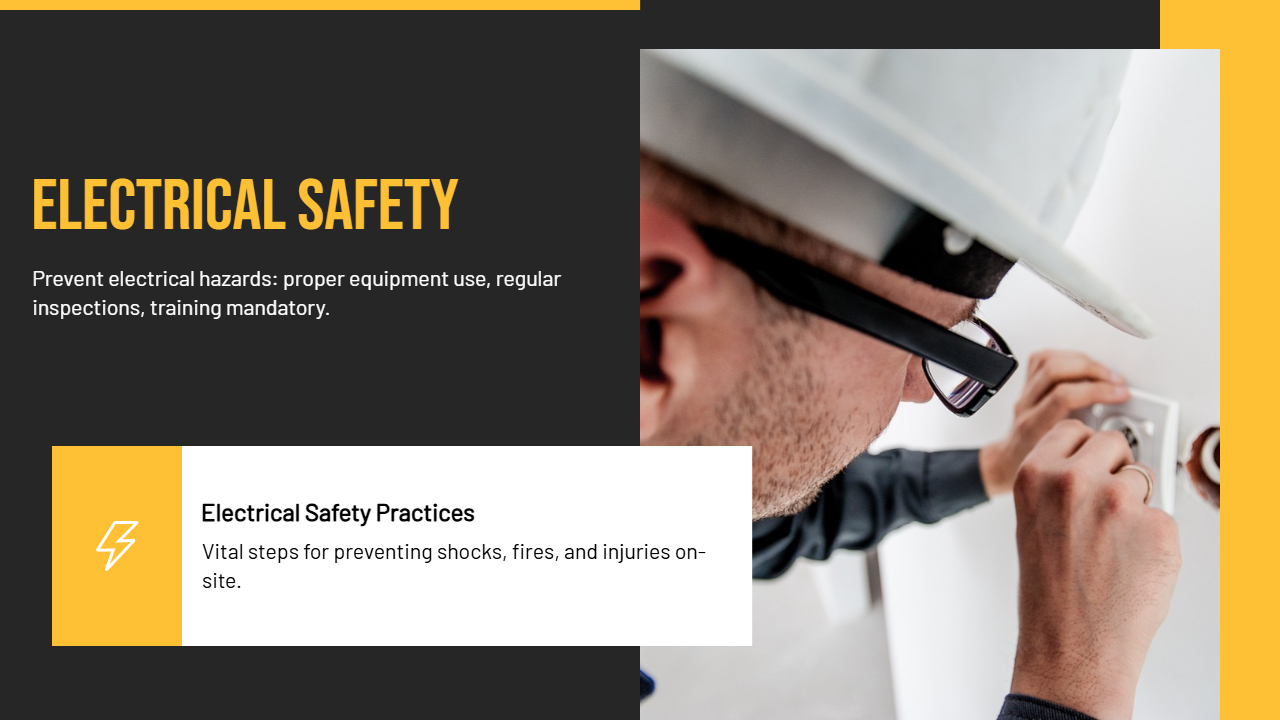 ELECTRICAL SAFETY
Prevent electrical hazards: proper equipment use, regular
inspections, training mandatory.
Electrical Safety Practices
Vital steps for preventing shocks, fires, and injuries on-
site.